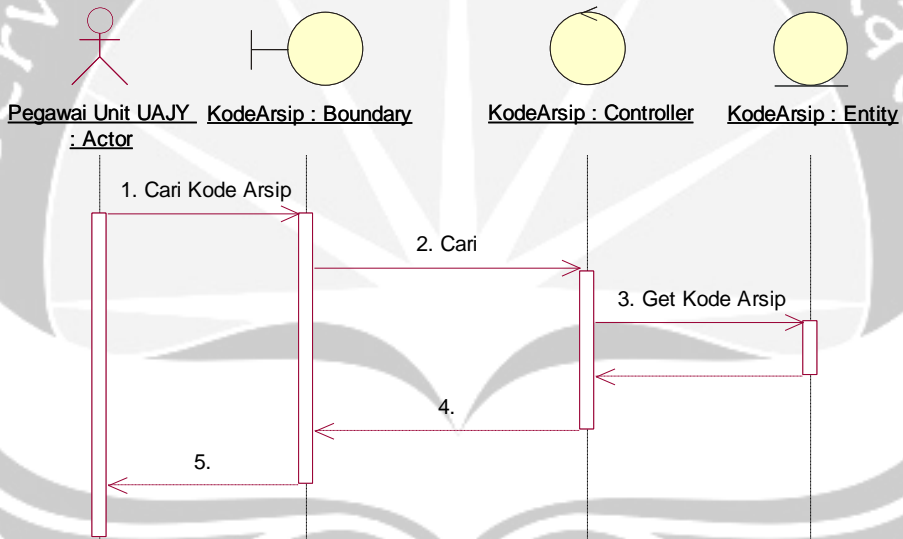 Pegawai Unit UAJY
: Actor
KodeArsip : Boundary
KodeArsip : Controller
KodeArsip : Entity
1. Cari Kode Arsip
2. Cari
3. Get Kode Arsip
4.
5.